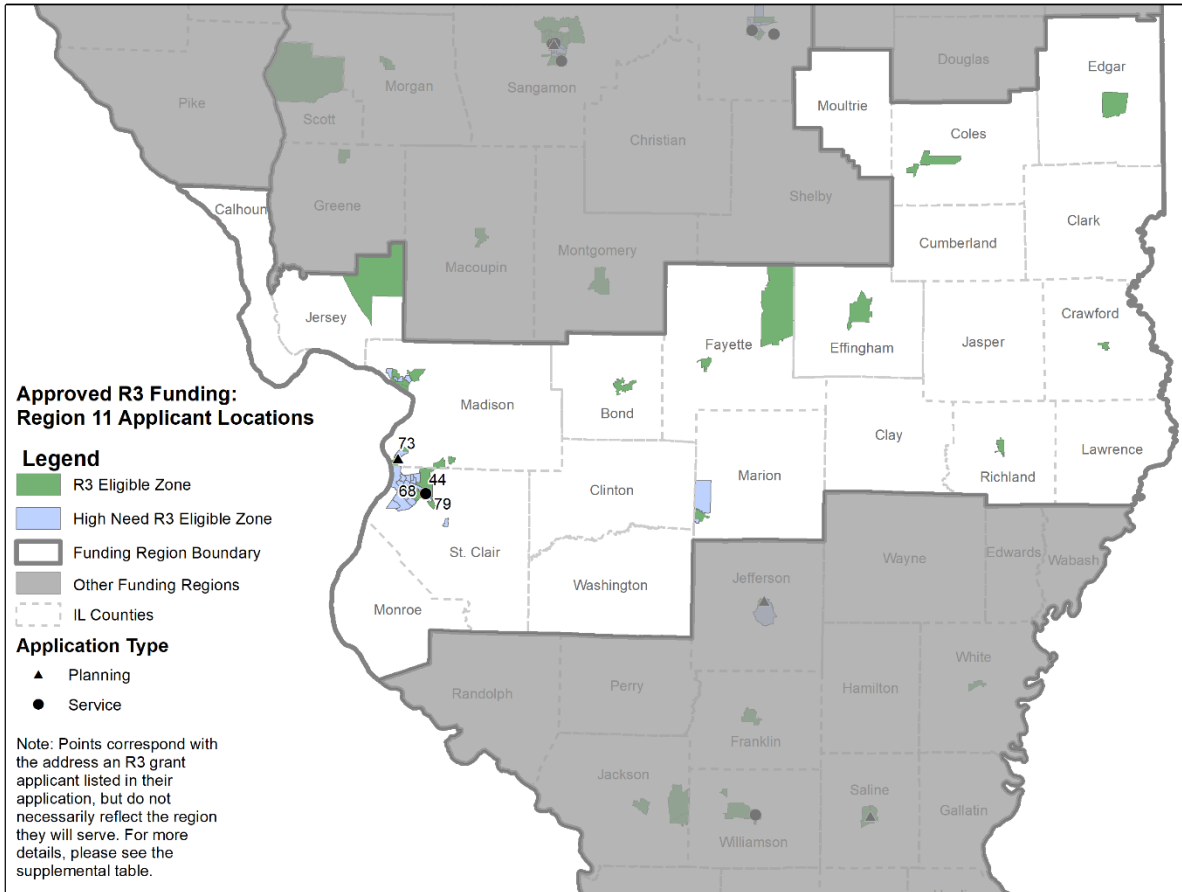 Douglas
Edgar
Morgan
Sangamon
Pike
Moultrie
Scott
Christian
Coles
Shelby
Greene
Calhoun
Clark
Cumberland
Montgomery
Macoupin
Jersey
Crawford
Fayette
Effingham
Jasper
Approved R3 Funding:
Region 11 Applicant Locations
Madison
Bond
Clay
73
Legend
Lawrence
Richland
Marion
R3 Eligible Zone
44
Clinton
68
79
High Need R3 Eligible Zone
Funding Region Boundary
St. Clair
Wayne
Edwards
Wabash
Other Funding Regions
Jefferson
Washington
IL Counties
Monroe
Application Type
White
Planning
Perry
Randolph
Hamilton
Service
Franklin
Note: Points correspond with
the address an R3 grant
applicant listed in their
application, but do not
necessarily reflect the region
they will serve. For more
details, please see the
supplemental table.
Jackson
Saline
Gallatin
Williamson